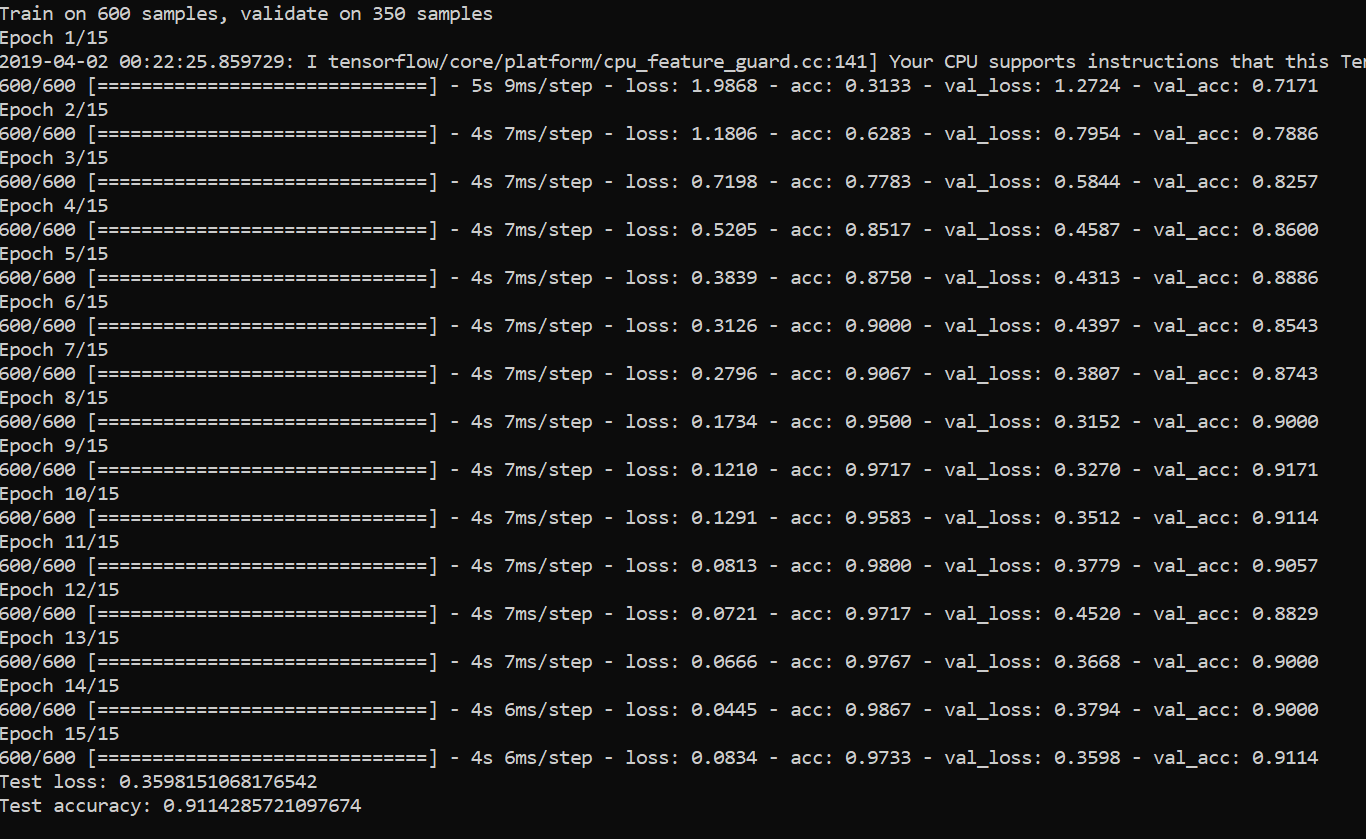 Train on 600 samples, validate on 350 samples
Epoch 1/15
2019-04-02 00:22:25.859729: I tensorflow/core/platform/cpu_feature_guard.cc:141] Your CPU supports instructions that this
600/600 [==============================] - 5s 9ms/step - loss: 1.9868 - acc: 0.3133 - val_loss: 1.2724 - val_acc: 0.7171
Epoch 2/15
600/600 [==============================] - 4s 7ms/step - loss: 1.1806 - acc: 0.6283 - val_loss: 0.7954 - val_acc: 0.7886
Epoch 3/15
600/600 [==============================] - 4s 7ms/step - loss: 0.7198 - acc: 0.7783 - val_loss: 0.5844 - val_acc: 0.8257
Epoch 4/15
600/600 [==============================] - 4s 7ms/step - loss: 0.5205 - acc: 0.8517 - val_loss: 0.4587 - val_acc: 0.8600
Epoch 5/15
600/600 [==============================] - 4s 7ms/step - loss: 0.3839 - acc: 0.8750 - val_loss: 0.4313 - val_acc: 0.8886
Epoch 6/15
600/600 [==============================] - 4s 7ms/step - loss: 0.3126 - acc: 0.9000 - val_loss: 0.4397 - val_acc: 0.8543
Epoch 7/15
600/600 [==============================] - 4s 7ms/step - loss: 0.2796 - acc: 0.9067 - val_loss: 0.3807 - val_acc: 0.8743
Epoch 8/15
600/600 [==============================] - 4s 7ms/step - loss: 0.1734 - acc: 0.9500 - val_loss: 0.3152 - val_acc: 0.9000
Epoch 9/15
600/600 [==============================] - 4s 7ms/step - loss: 0.1210 - acc: 0.9717 - val_loss: 0.3270 - val_acc: 0.9171
Epoch 10/15
600/600 [==============================] - 4s 7ms/step - loss: 0.1291 - acc: 0.9583 - val_loss: 0.3512 - val_acc: 0.9114
Epoch 11/15
600/600 [==============================] - 4s 7ms/step - loss: 0.0813 - acc: 0.9800 - val_loss: 0.3779 - val_acc: 0.9057
Epoch 12/15
600/600 [==============================] - 4s 7ms/step - loss: 0.0721 - acc: 0.9717 - val_loss: 0.4520 - val_acc: 0.8829
Epoch 13/15
600/600 [==============================] - 4s 7ms/step - loss: 0.0666 - acc: 0.9767 - val_loss: 0.3668 - val_acc: 0.9000
Epoch 14/15
600/600 [==============================] - 4s 6ms/step - loss: 0.0445 - acc: 0.9867 - val_loss: 0.3794 - val_acc: 0.9000
Epoch 15/15
600/600 [==============================] - 4s 6ms/step - loss: 0.0834 - acc: 0.9733 - val_loss: 0.3598 - val_acc: 0.9114
Test loss: 0.3598151068176542
Test accuracy: 0.9114285721097674